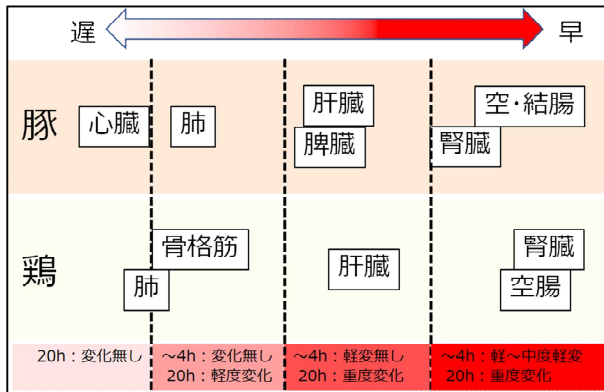 遅 早
豚 心臓 肺 肝臓 脾臓 空・結腸 腎臓
鶏 肺 骨格筋 肝臓 腎臓 空腸
20h：変化無し
～4h：変化無し
20h：軽度変化
～4h：軽変無し
20h：重度変化
～4h：軽～中度軽変
20h：重度変化